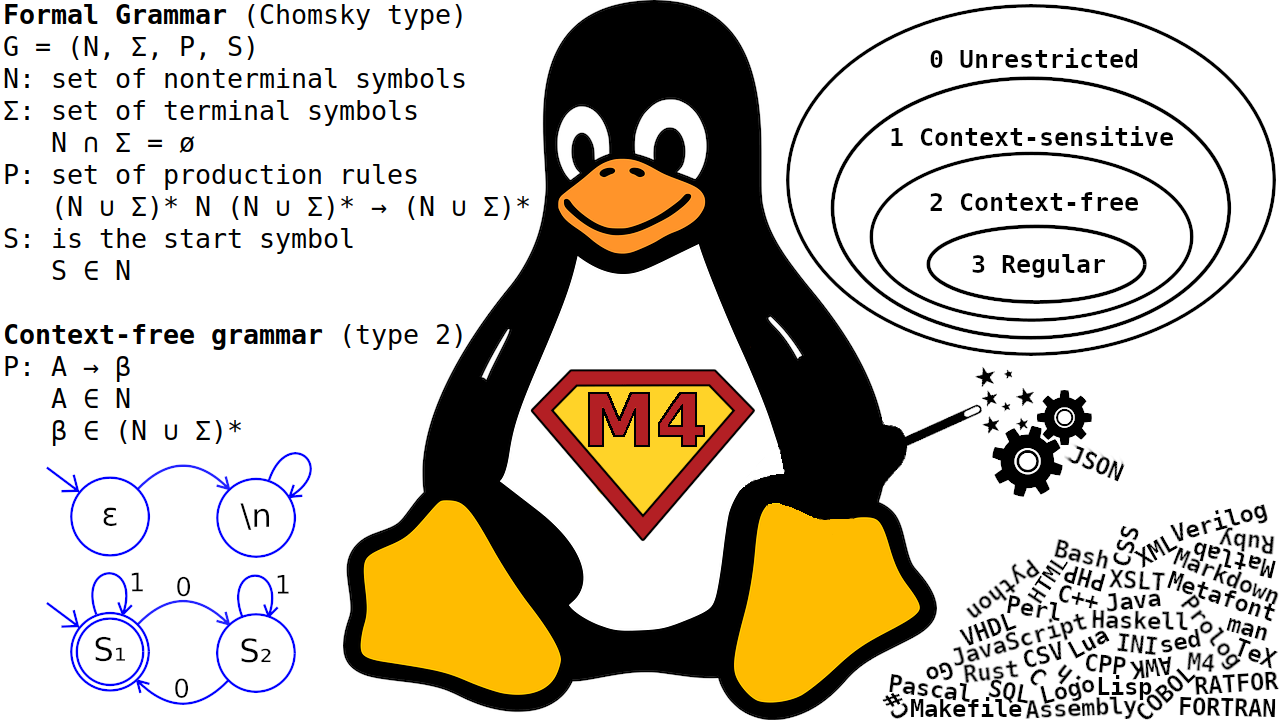 Formal Grammar (Chomsky type)
G = (N, Σ, P, S)
N: set of nonterminal symbols
Σ: set of terminal symbols
N ∩ Σ = ø
P: set of production rules
(N ∪ Σ)* N (N ∪ Σ)* → (N ∪ Σ)*
S: is the start symbol
S ∈ N
Context-free grammar (type 2)
P: A → β
A ∈ N
β ∈ (N ∪ Σ)*
ε
\n
1
0
1
S₁
S₂
0
M4
0 Unrestricted
1 Context-sensitive
2 Context-free
3 Regular
JSON
Verilog
CSS
Ruby
Bash
XML
Matlab
Python
HTML
PHP
XSLT
Markdown
Metafont
C++
Java
Perl
Haskell
Prolog
man
VHDL
JavaScript
Lua
INI
sed
TeX
Go
Rust
CSV
CPP
AWK
M4
C
Pascal
SQL
Logo
Lisp
COBOL
RATFOR
C#
Makefile
Assembly
FORTRAN